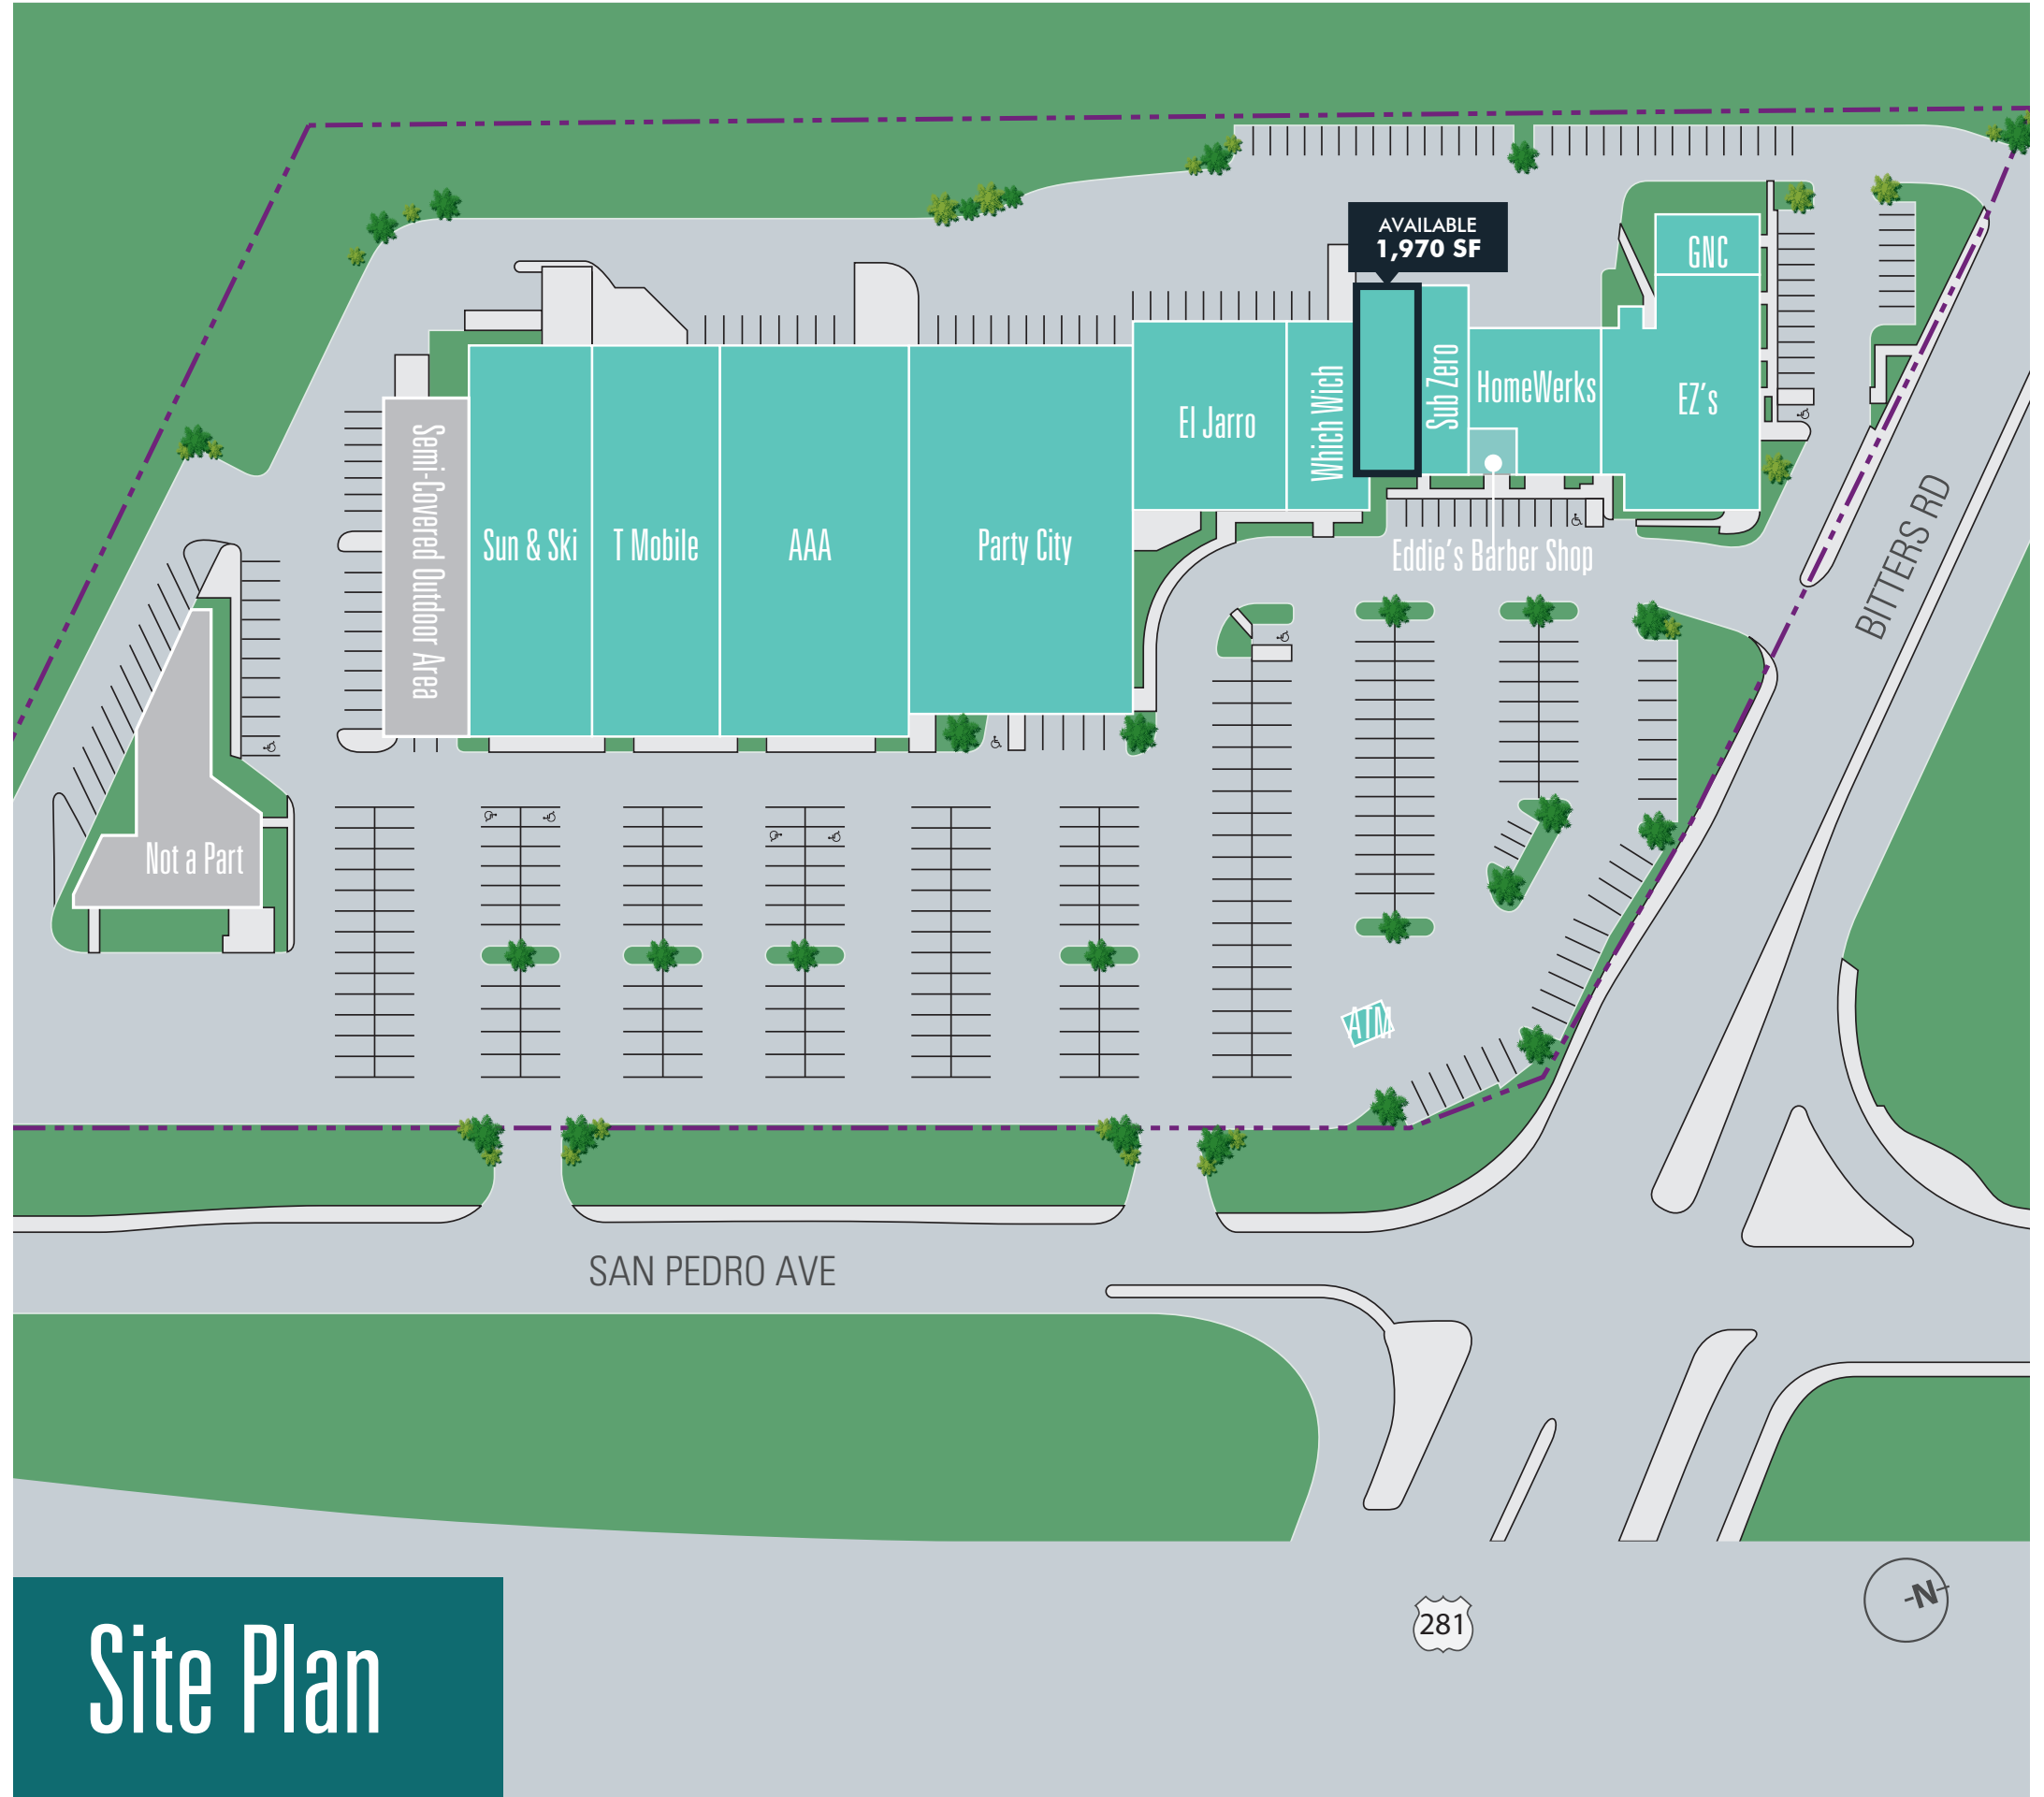 AVAILABLE
1,970 SF
GNC
EZ's
HomeWerks
Sub Zero
Which Wich
El Jarro
Party City
AAA
T Mobile
Sun & Ski
Semi-Covered Outdoor Area
Eddie's Barber Shop
BITTERS RD
Not a Part
ATM
SAN PEDRO AVE
281
N
Site Plan